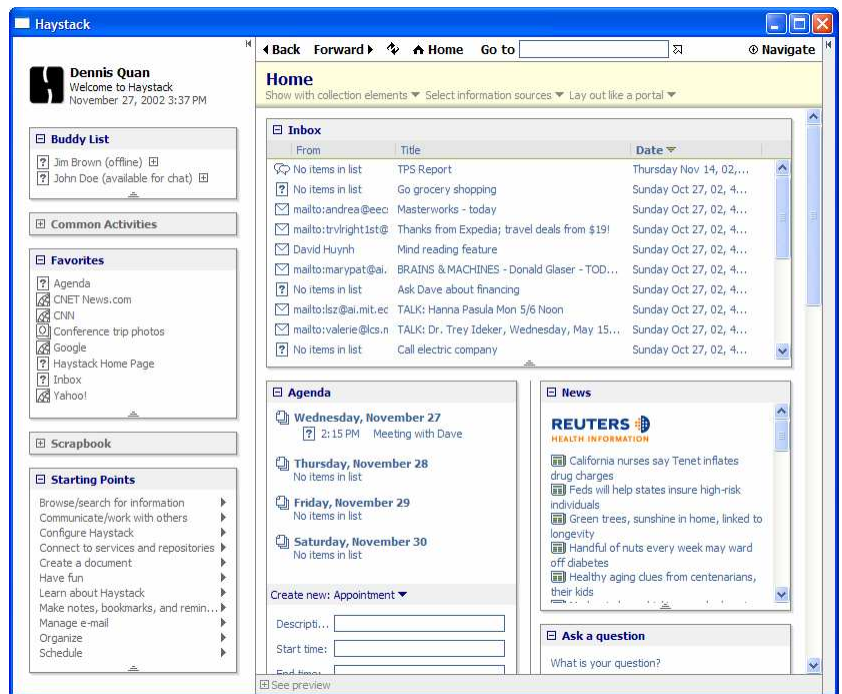 Haystack
Back Forward Home Go to Navigate
Dennis Quan
Welcome to Haystack
November 27, 2002 3:37 PM
Buddy List
Jim Brown (offline)
John Doe (available for chat)
Common Activities
Favorites
Agenda
CNET News.com
CNN
Conference trip photos
Google
Haystack Home Page
Inbox
Yahoo!
Scrapbook
Starting Points
Browse/search for information
Communicate/work with others
Configure Haystack
Connect to services and repositories
Create a document
Have fun
Learn about Haystack
Make notes, bookmarks, and remin...
Manage e-mail
Organize
Schedule
Home
Show with collection elements Select information sources Lay out like a portal
Inbox
From Title Date
No items in list TPS Report Thursday Nov 14, 02,...
No items in list Go grocery shopping Sunday Oct 27, 02, 4...
mailto:andrea@eec Masterworks - today Sunday Oct 27, 02, 4...
mailto:trvlright1st@ Thanks from Expedia; travel deals from $19! Sunday Oct 27, 02, 4...
David Huynh Mind reading feature Sunday Oct 27, 02, 4...
mailto:marypat@ai. BRAINS & MACHINES - Donald Glaser - TOD... Sunday Oct 27, 02, 4...
No items in list Ask Dave about financing Sunday Oct 27, 02, 4...
mailto:lsz@ai.mit.ec TALK: Hanna Pasula Mon 5/6 Noon Sunday Oct 27, 02, 4...
mailto:valerie@lcs.n TALK: Dr. Trey Ideker, Wednesday, May 15... Sunday Oct 27, 02, 4...
No items in list Call electric company Sunday Oct 27, 02, 4...
Agenda
Wednesday, November 27
2:15 PM Meeting with Dave
Thursday, November 28
No items in list
Friday, November 29
No items in list
Saturday, November 30
No items in list
Create new: Appointment
Descripti...
Start time:
End time:
News
REUTERS
HEALTH INFORMATION
California nurses say Tenet inflates
drug charges
Feds will help states insure high-risk
individuals
Green trees, sunshine in home, linked to
longevity
Handful of nuts every week may ward
off diabetes
Healthy aging clues from centenarians,
their kids
Ask a question
What is your question?
See preview